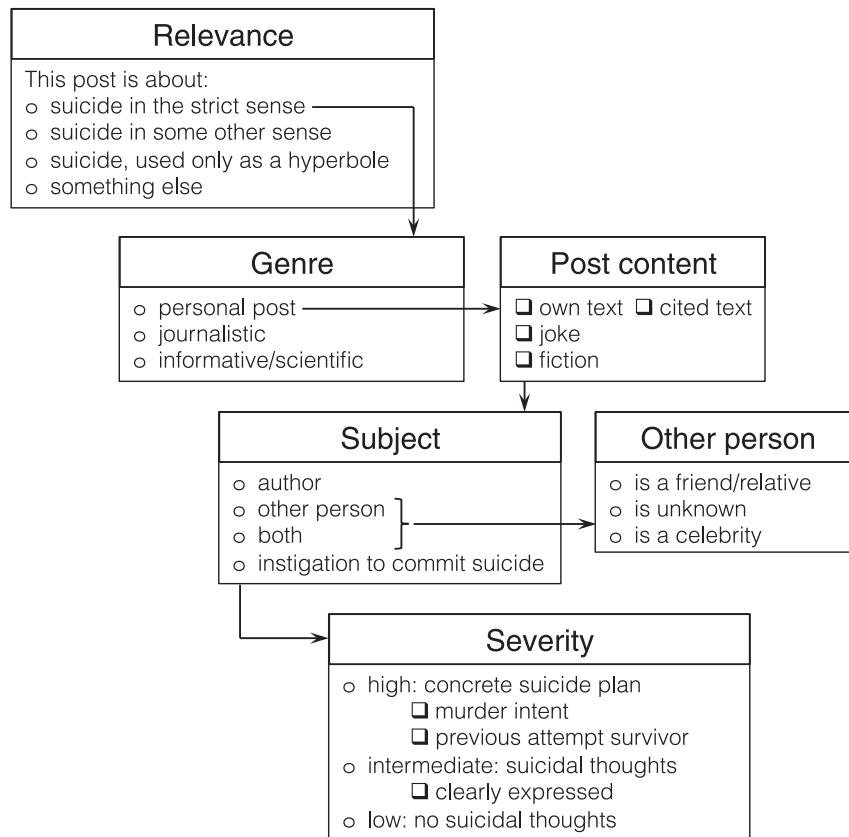 Relevance
This post is about:
suicide in the strict sense
suicide in some other sense
suicide, used only as a hyperbole
something else
Genre
personal post
journalistic
informative/scientific
Post content
own text cited text
joke
fiction
Subject
author
other person
both
instigation to commit suicide
Other person
is a friend/relative
is unknown
is a celebrity
Severity
high: concrete suicide plan
murder intent
previous attempt survivor
intermediate: suicidal thoughts
clearly expressed
low: no suicidal thoughts